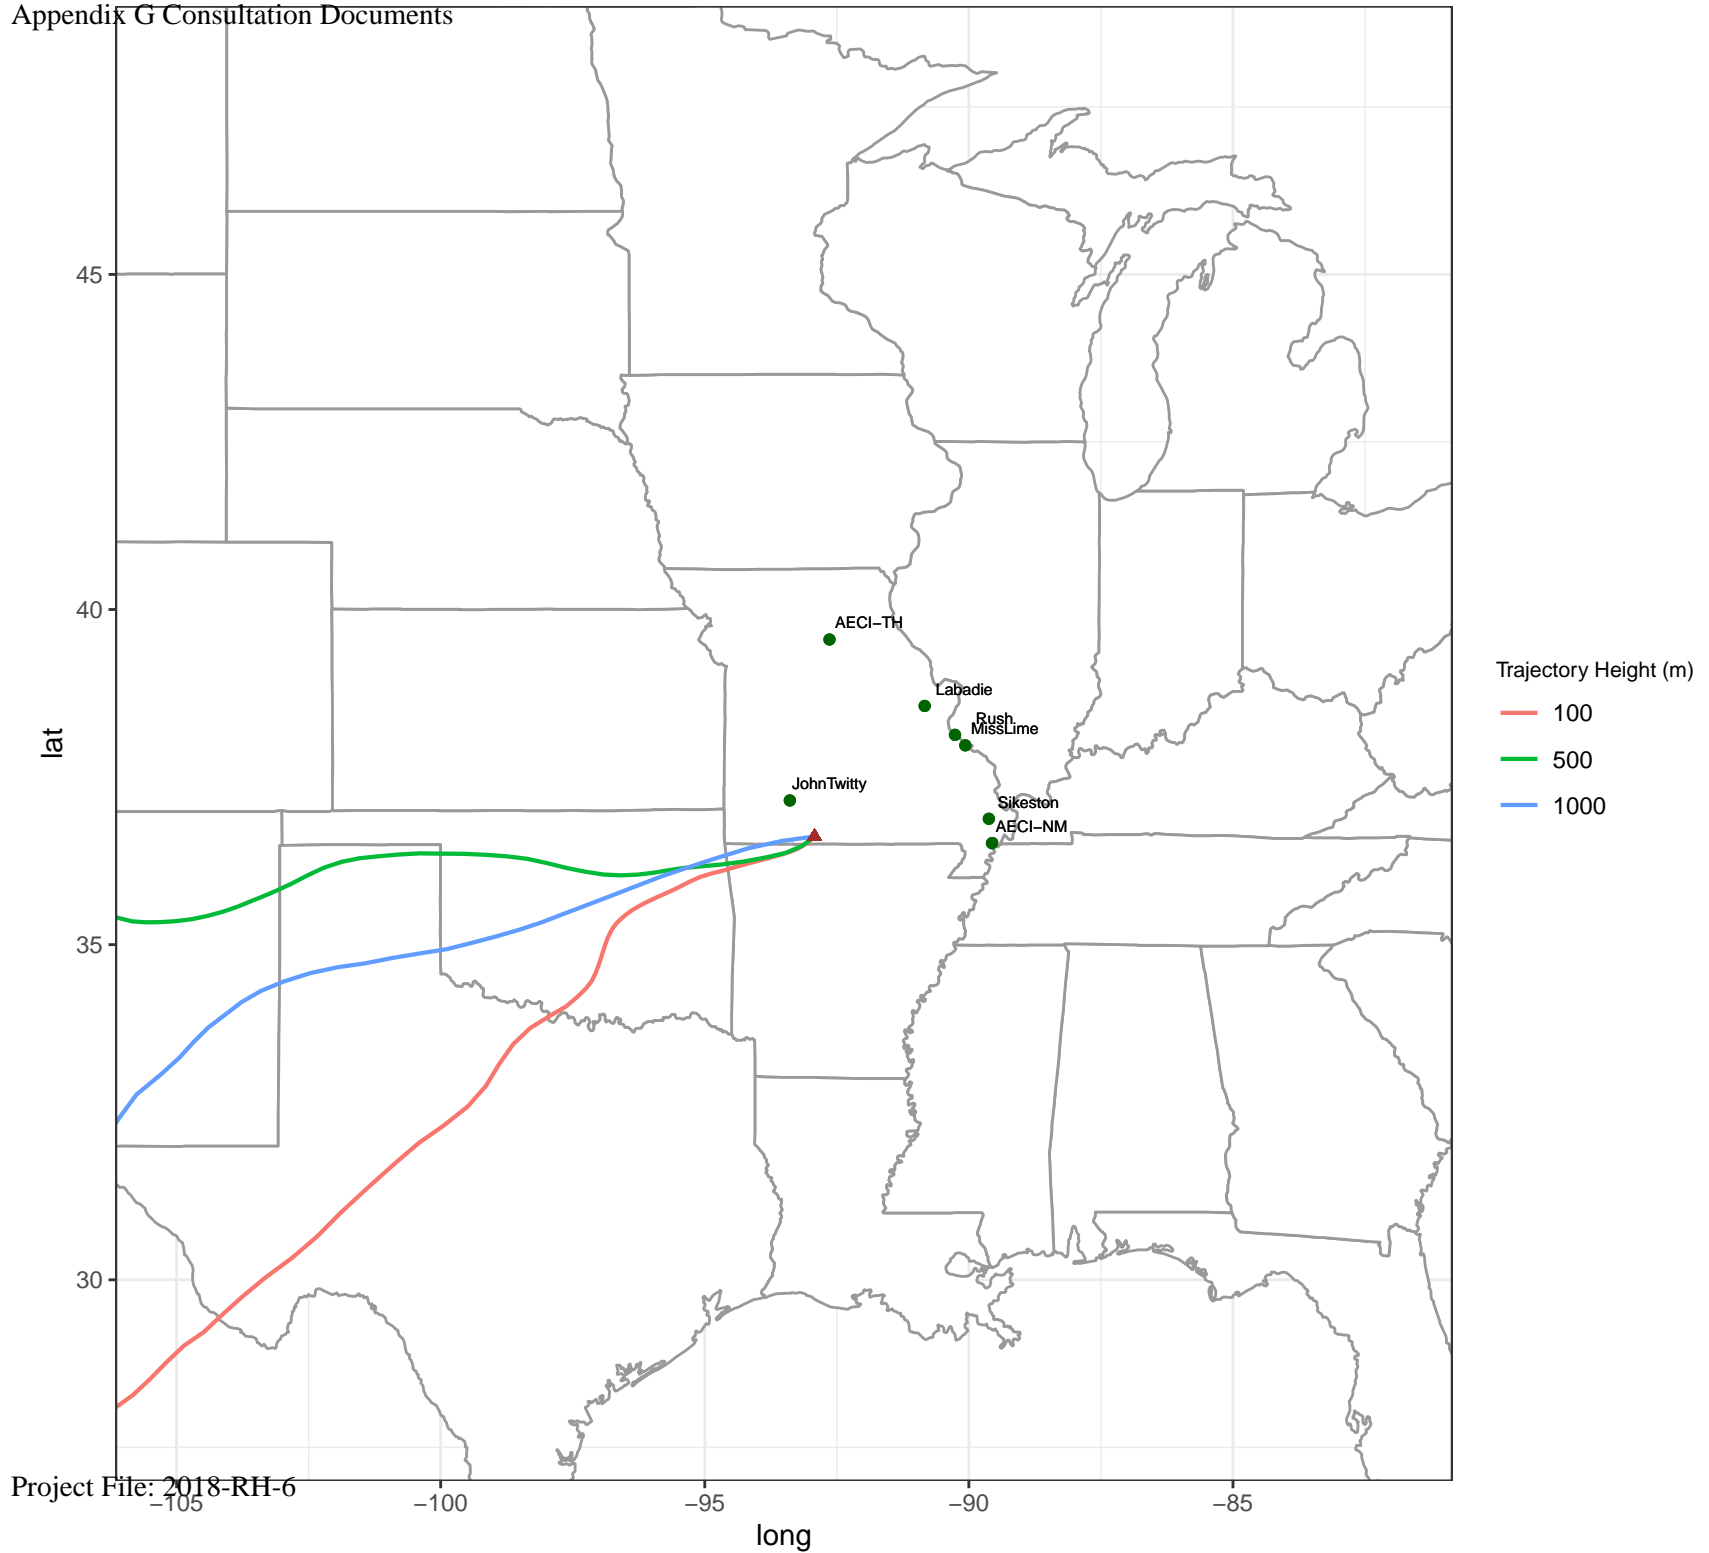 Appendix G Consultation Documents
45
40
35
30
lat
AECI−TH
Labadie
Rush
MissLime
JohnTwitty
Sikeston
AECI−NM
Trajectory Height (m)
100
500
1000
Project File: 2018-RH-6
−105
−100
−95
−90
−85
long